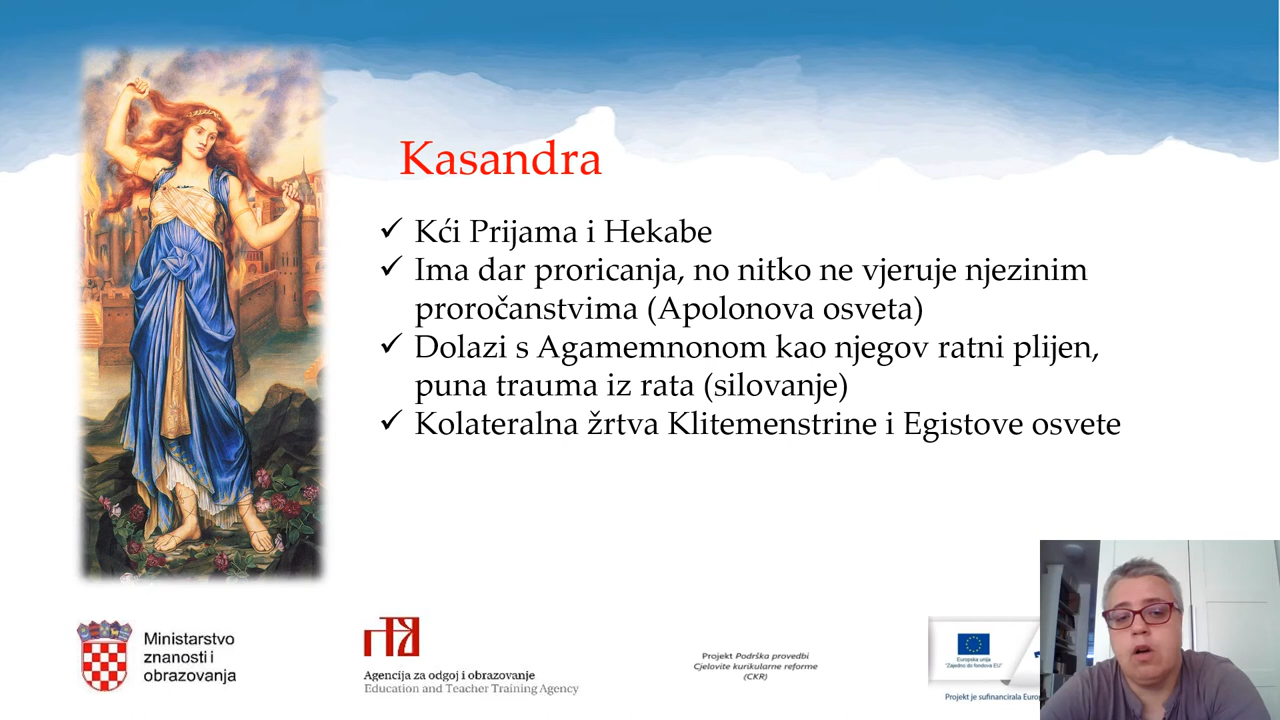 Kasandra
✓ Kći Prijama i Hekabe
✓ Ima dar proricanja, no nitko ne vjeruje njezinim
proročanstvima (Apolonova osveta)
✓ Dolazi s Agamemnonom kao njegov ratni plijen,
puna trauma iz rata (silovanje)
✓ Kolateralna žrtva Klitemenstrine i Egistove osvete
Ministarstvo
znanosti i
obrazovanja
Agencija za odgoj i obrazovanje
Education and Teacher Training Agency
Projekt Podrška provedbi
Cjelovite kurikularne reforme
(CKR)
Europska unija
"Zajedno do fondova EU"
Projekt je sufinancirala